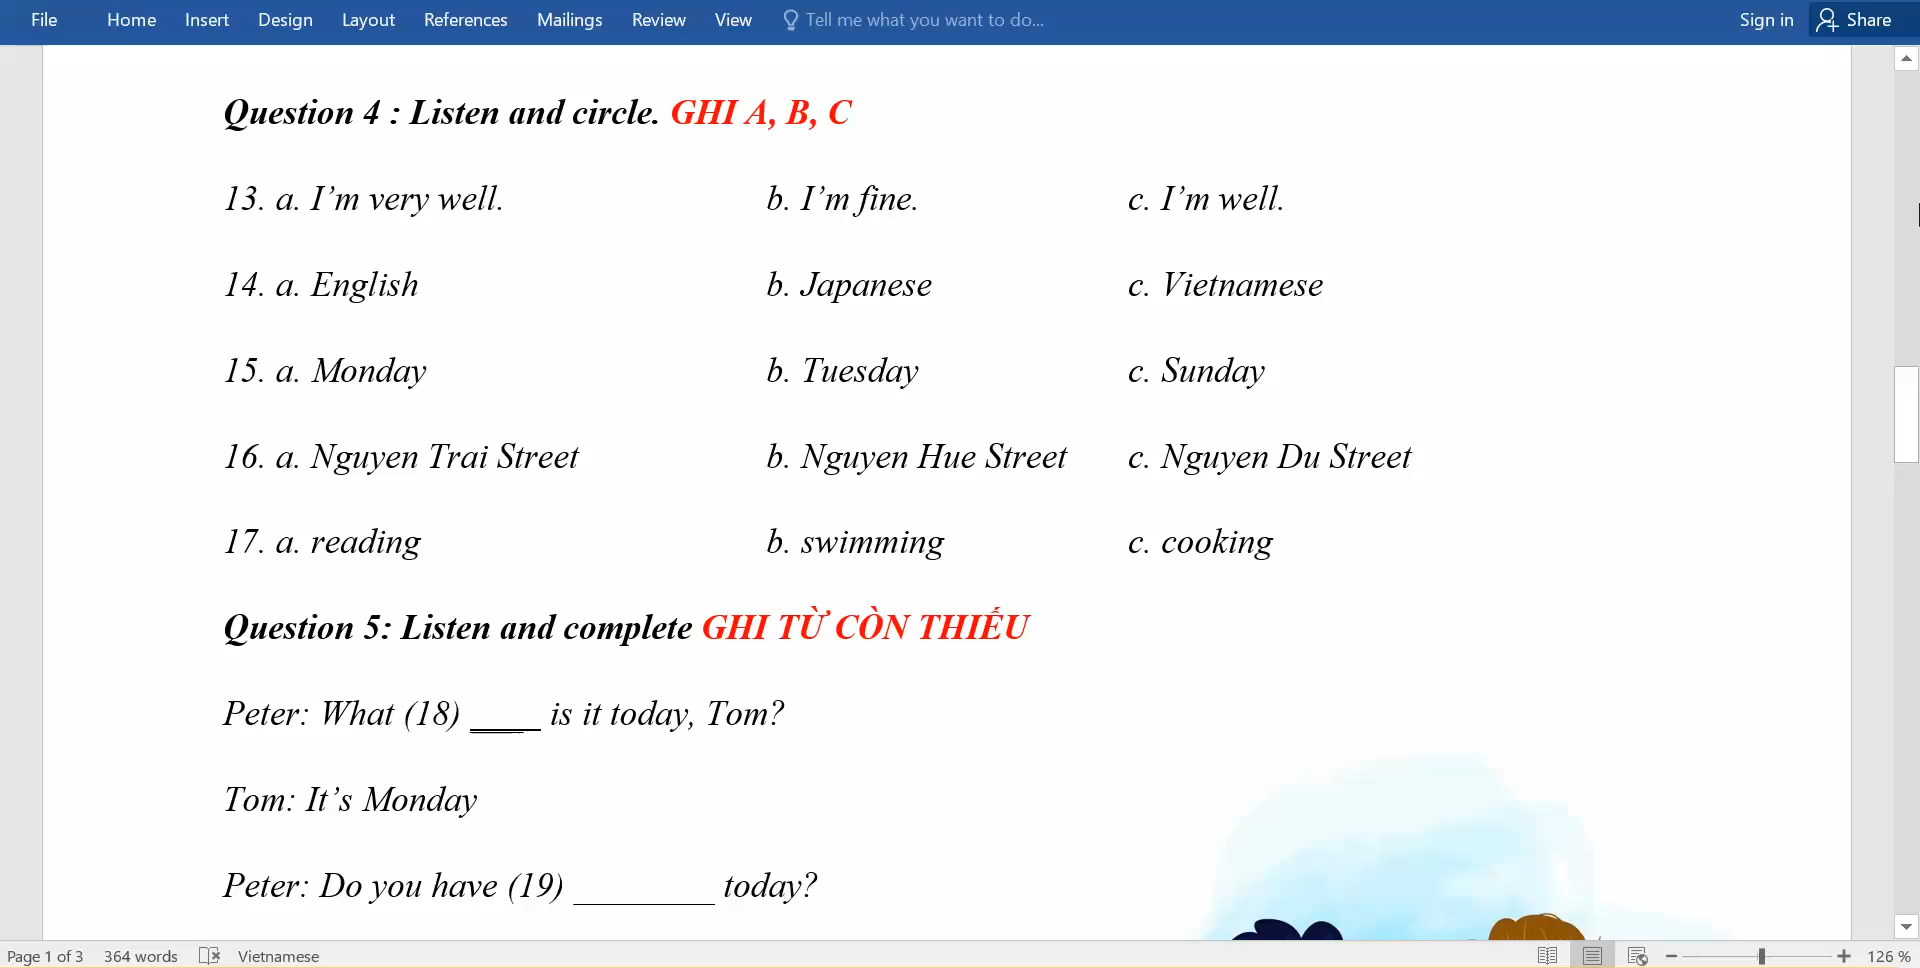 File Home Insert Design Layout References Mailings Review View Tell me what you want to do... Sign in Share
Question 4 : Listen and circle. GHI A, B, C
13. a. I’m very well. b. I’m fine. c. I’m well.
14. a. English b. Japanese c. Vietnamese
15. a. Monday b. Tuesday c. Sunday
16. a. Nguyen Trai Street b. Nguyen Hue Street c. Nguyen Du Street
17. a. reading b. swimming c. cooking
Question 5: Listen and complete GHI TỪ CÒN THIẾU
Peter: What (18) ____ is it today, Tom?
Tom: It’s Monday
Peter: Do you have (19) ________ today?
Page 1 of 3 364 words Vietnamese 126 %